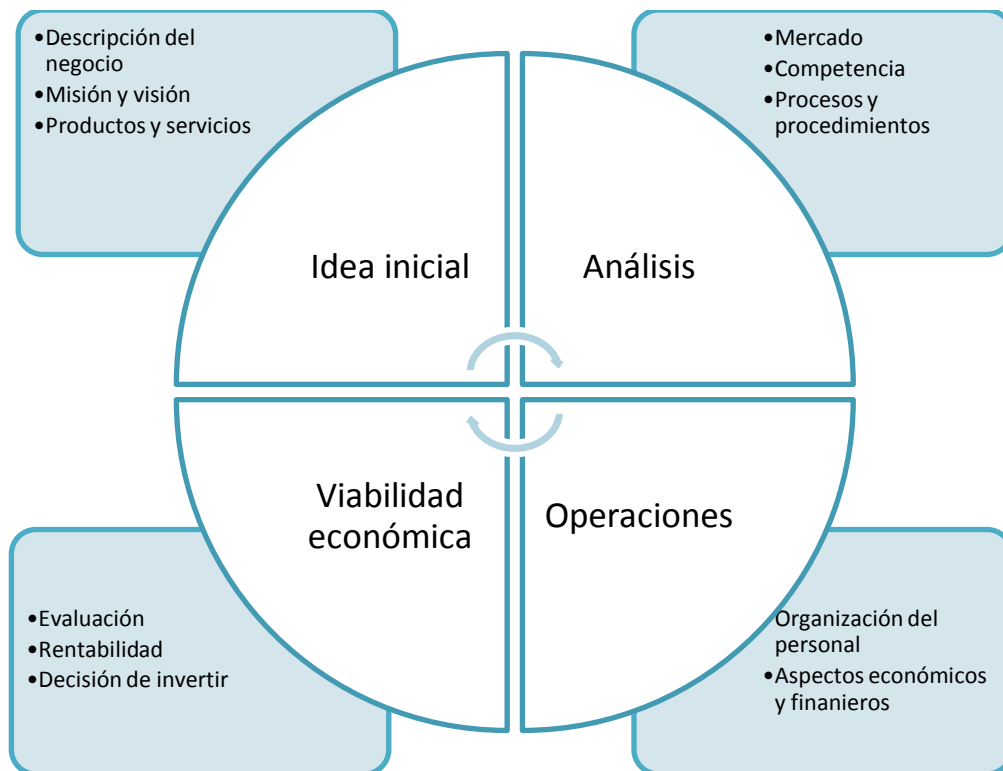 •Descripción del
negocio
•Misión y visión
•Productos y servicios
•Mercado
•Competencia
•Procesos y
procedimientos
Idea inicial
Análisis
Viabilidad
económica
Operaciones
•Evaluación
•Rentabilidad
•Decisión de invertir
Organización del
personal
•Aspectos económicos
y finanieros